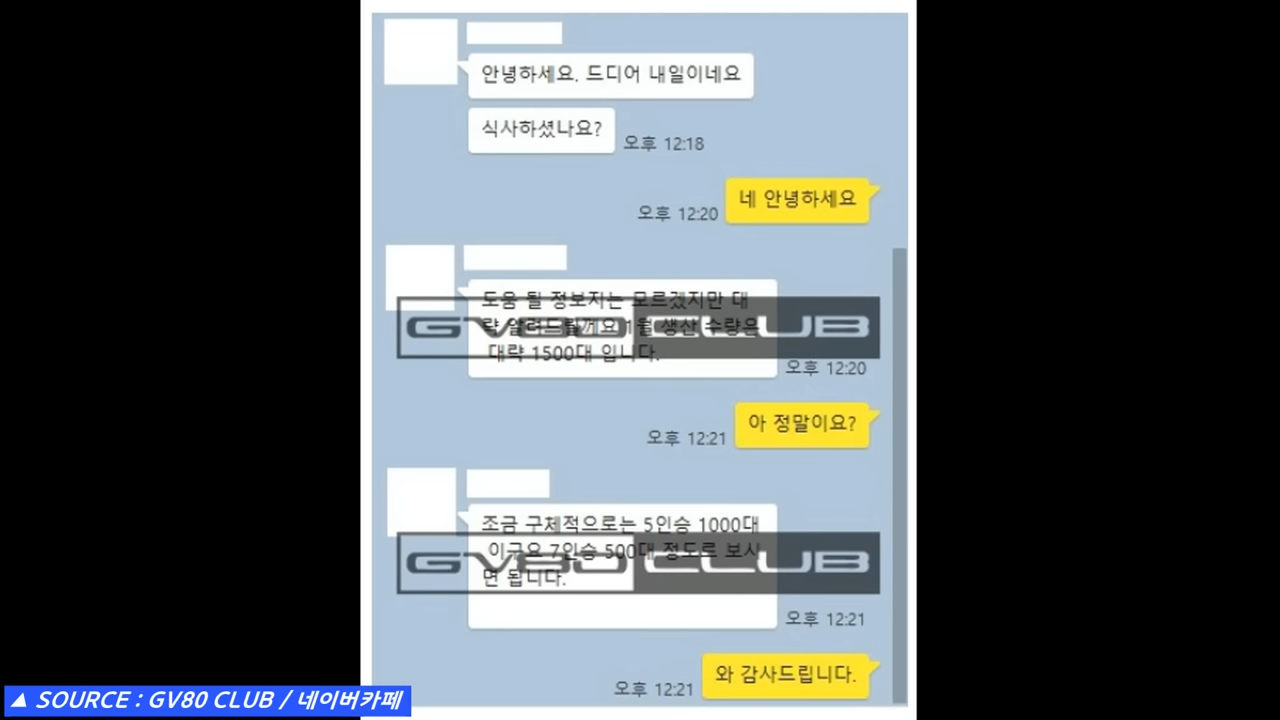 안녕하세요. 드디어 내일이네요
식사하셨나요?
오후 12:18
네 안녕하세요
오후 12:20
도움 될 정보지는 모르겠지만 대
략 알려드릴께요 1월 생산 수량은
대략 1500대 입니다.
GV80 CLUB
오후 12:20
아 정말이요?
오후 12:21
조금 구체적으로는 5인승 1000대
이구요 7인승 500대 정도로 보시
면 됩니다.
GV80 CLUB
오후 12:21
와 감사드립니다.
오후 12:21
▲ SOURCE : GV80 CLUB / 네이버카페